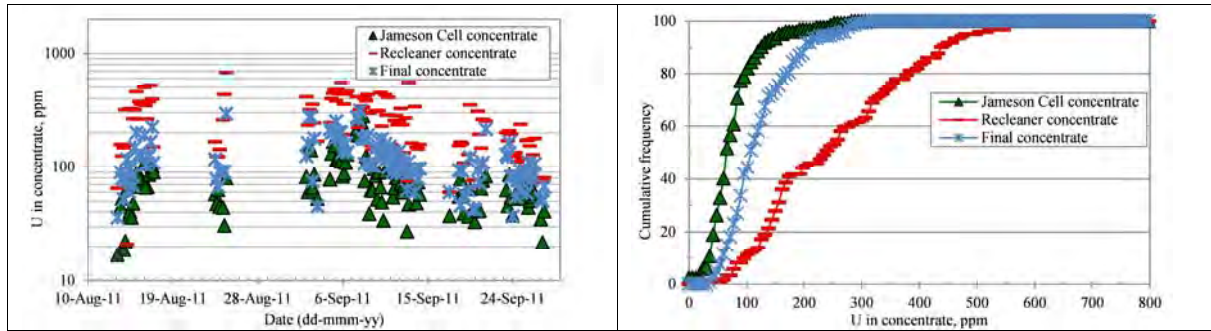 1000
100
10
U in concentrate, ppm
Jameson Cell concentrate
Recleaner concentrate
Final concentrate
10-Aug-11 19-Aug-11 28-Aug-11 6-Sep-11 15-Sep-11 24-Sep-11
Date (dd-mmm-yy)
100
80
60
40
20
0
Cumulative frequency
Jameson Cell concentrate
Recleaner concentrate
Final concentrate
0 100 200 300 400 500 600 700 800
U in concentrate, ppm